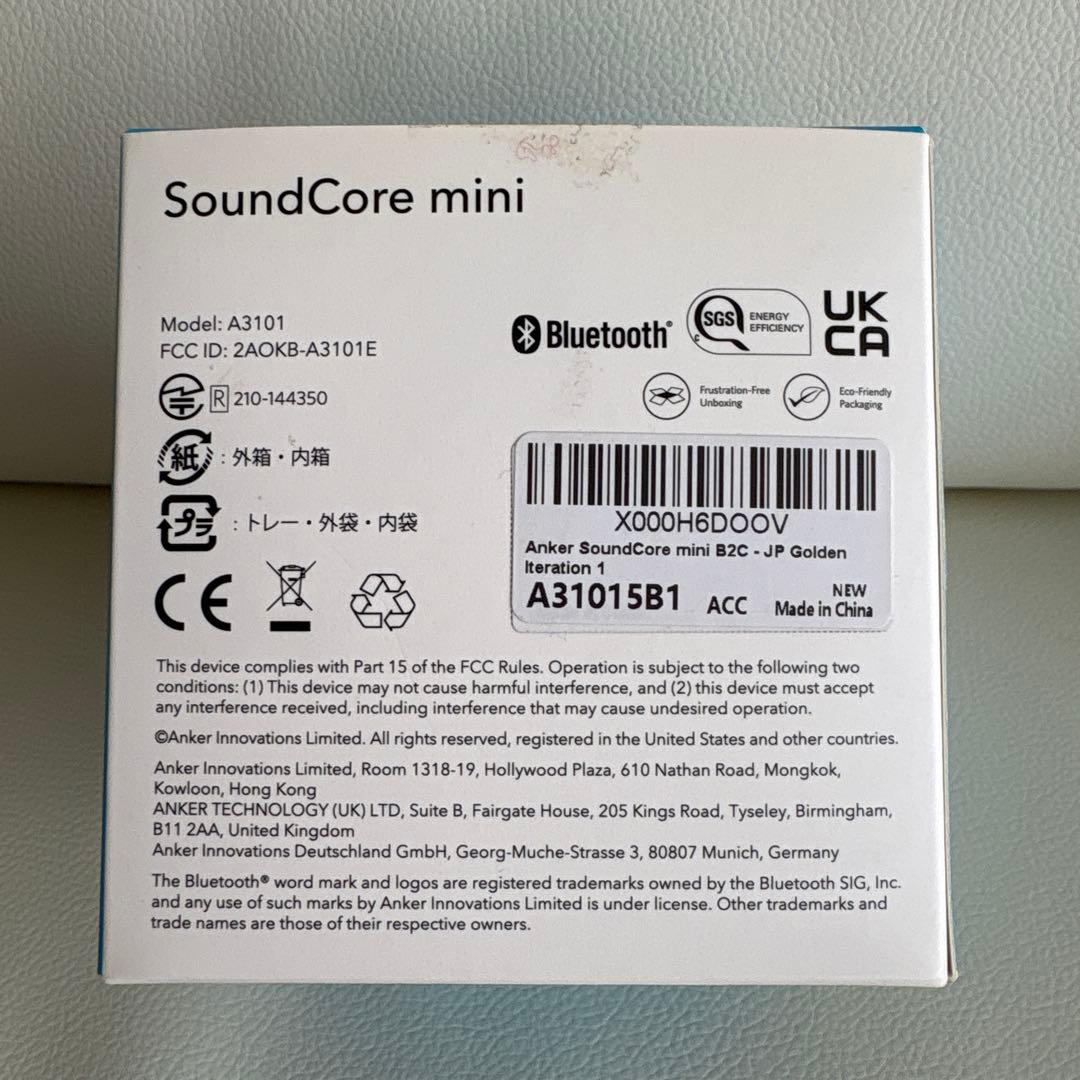 SoundCore mini
Model: A3101
FCC ID: 2AOKB-A3101E
R 210-144350
紙 : 外箱・内箱
プラ : トレー・外袋・内袋
CE
Bluetooth®
SGS ENERGY EFFICIENCY
UK CA
Frustration-Free Unboxing
Eco-Friendly Packaging
X000H6DOOV
Anker SoundCore mini B2C - JP Golden
Iteration 1
A31015B1 ACC
NEW
Made in China
This device complies with Part 15 of the FCC Rules. Operation is subject to the following two
conditions: (1) This device may not cause harmful interference, and (2) this device must accept
any interference received, including interference that may cause undesired operation.
©Anker Innovations Limited. All rights reserved, registered in the United States and other countries.
Anker Innovations Limited, Room 1318-19, Hollywood Plaza, 610 Nathan Road, Mongkok,
Kowloon, Hong Kong
ANKER TECHNOLOGY (UK) LTD, Suite B, Fairgate House, 205 Kings Road, Tyseley, Birmingham,
B11 2AA, United Kingdom
Anker Innovations Deutschland GmbH, Georg-Muche-Strasse 3, 80807 Munich, Germany
The Bluetooth® word mark and logos are registered trademarks owned by the Bluetooth SIG, Inc.
and any use of such marks by Anker Innovations Limited is under license. Other trademarks and
trade names are those of their respective owners.